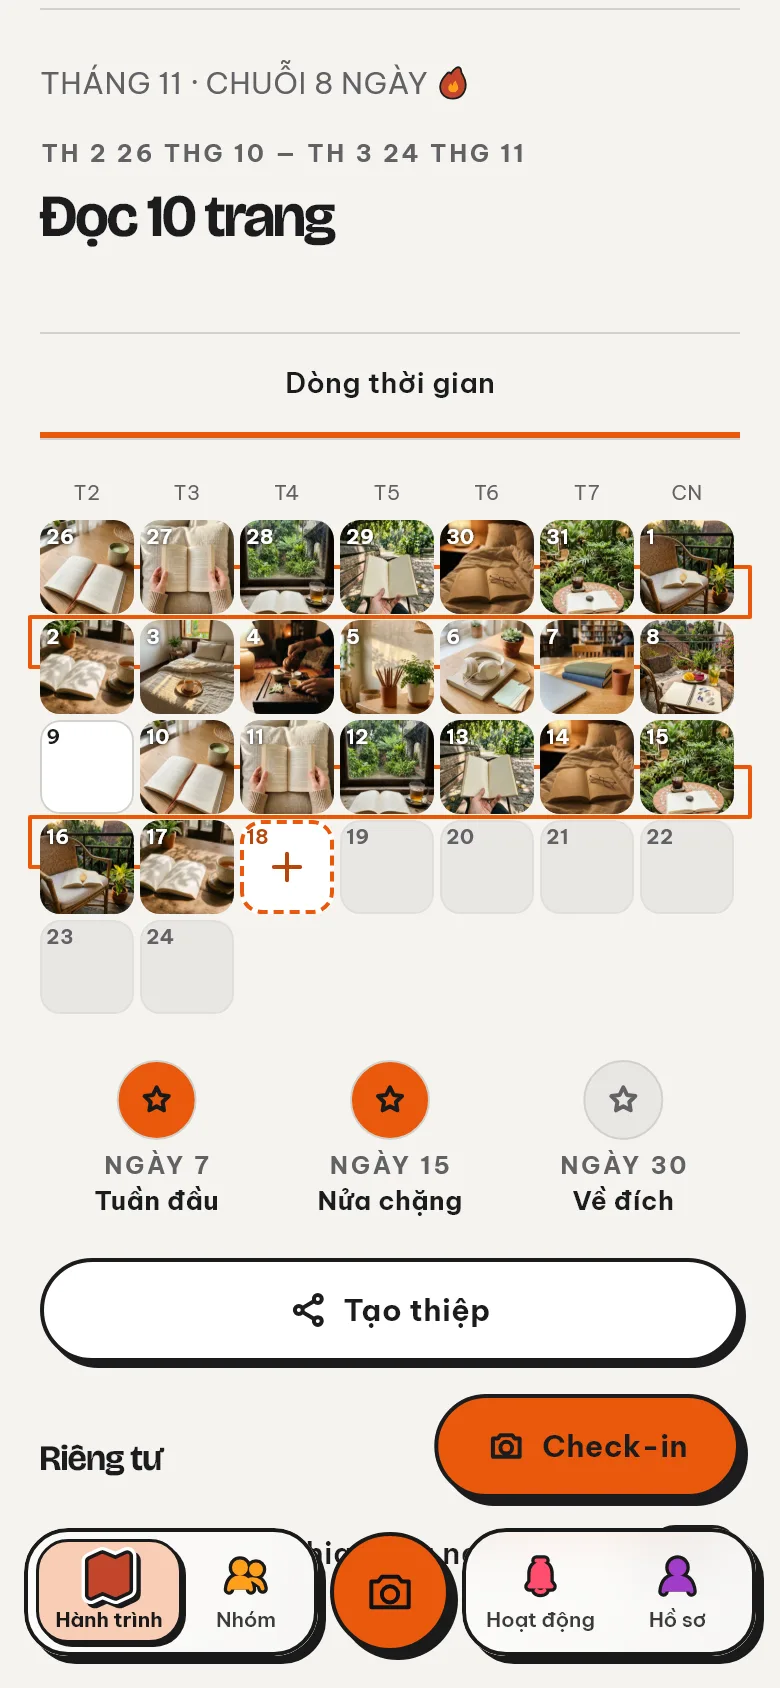 THÁNG 11 · CHUỖI 8 NGÀY
TH 2 26 THG 10 – TH 3 24 THG 11
Đọc 10 trang
Dòng thời gian
T2 T3 T4 T5 T6 T7 CN
26 27 28 29 30 31 1
2 3 4 5 6 7 8
9 10 11 12 13 14 15
16 17 18 19 20 21 22
23 24
NGÀY 7 NGÀY 15 NGÀY 30
Tuần đầu Nửa chặng Về đích
Tạo thiệp
Check-in
Riêng tư
Hành trình Nhóm Hoạt động Hồ sơ